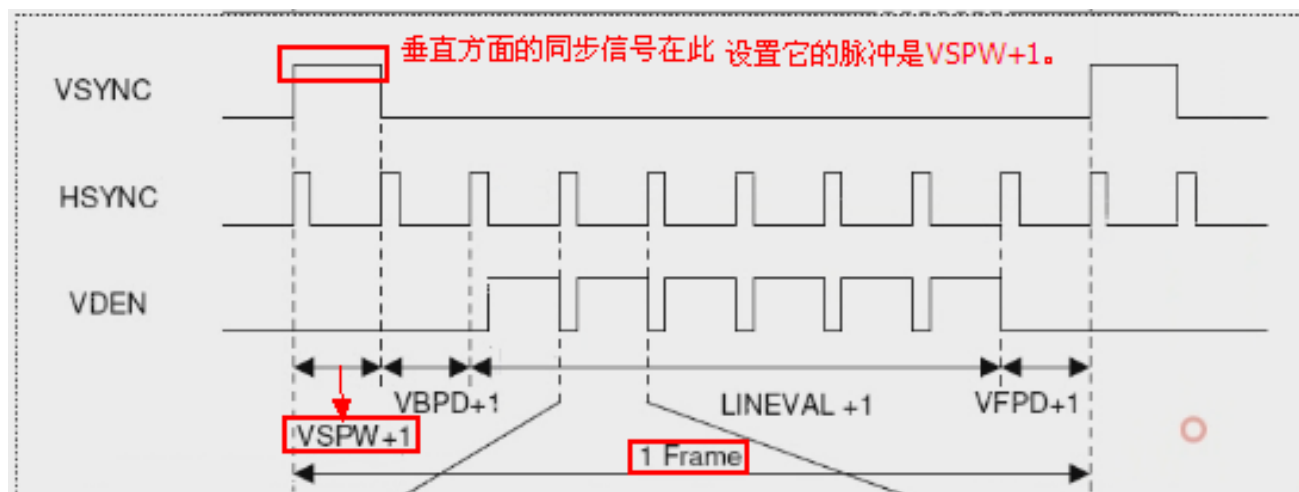 垂直方面的同步信号在此 设置它的脉冲是VSPW+1。
VSYNC
HSYNC
VDEN
VBPD+1
LINEVAL +1
VFPD+1
VSPW+1
1 Frame